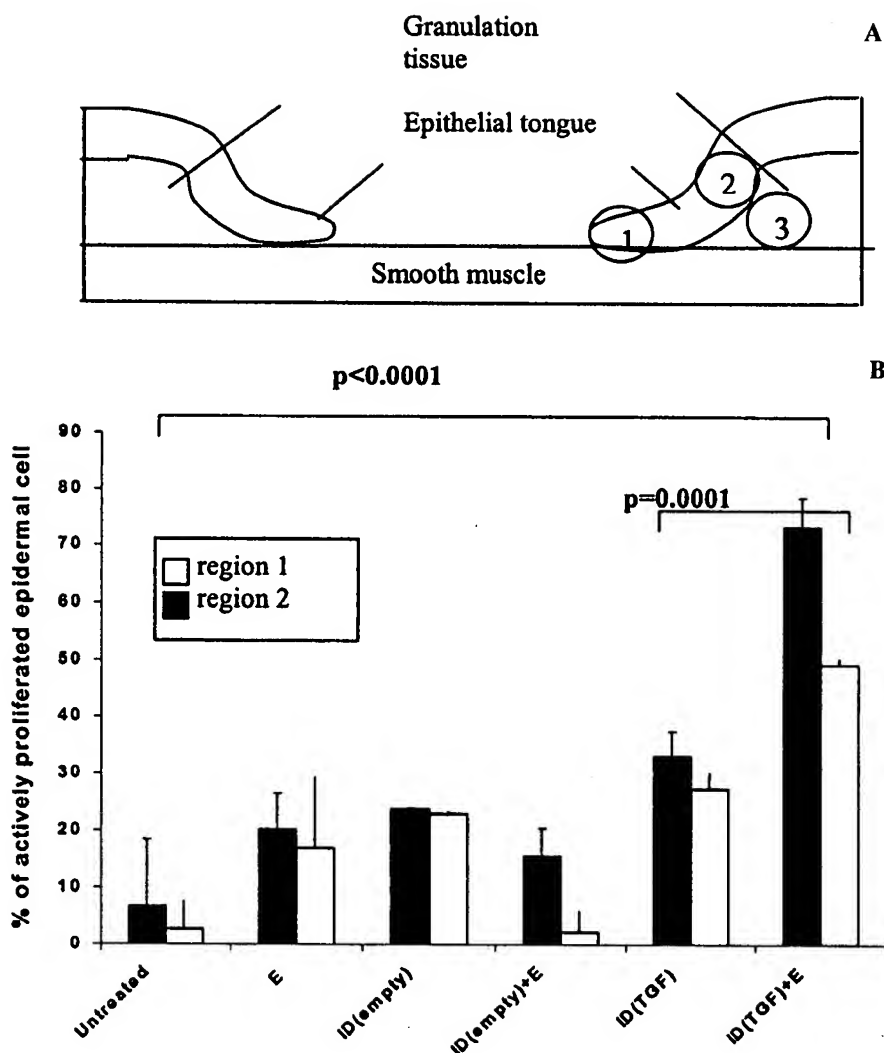 Granulation
tissue
A
Epithelial tongue
2
1
3
Smooth muscle
p<0.0001
B
90
80
p=0.0001
70
region 1
region 2
60
50
40
30
20
10
0
% of actively proliferated epidermal cell
Untreated
E
ID(empty)
ID(empty)+E
ID(TGF)
ID(TGF)+E